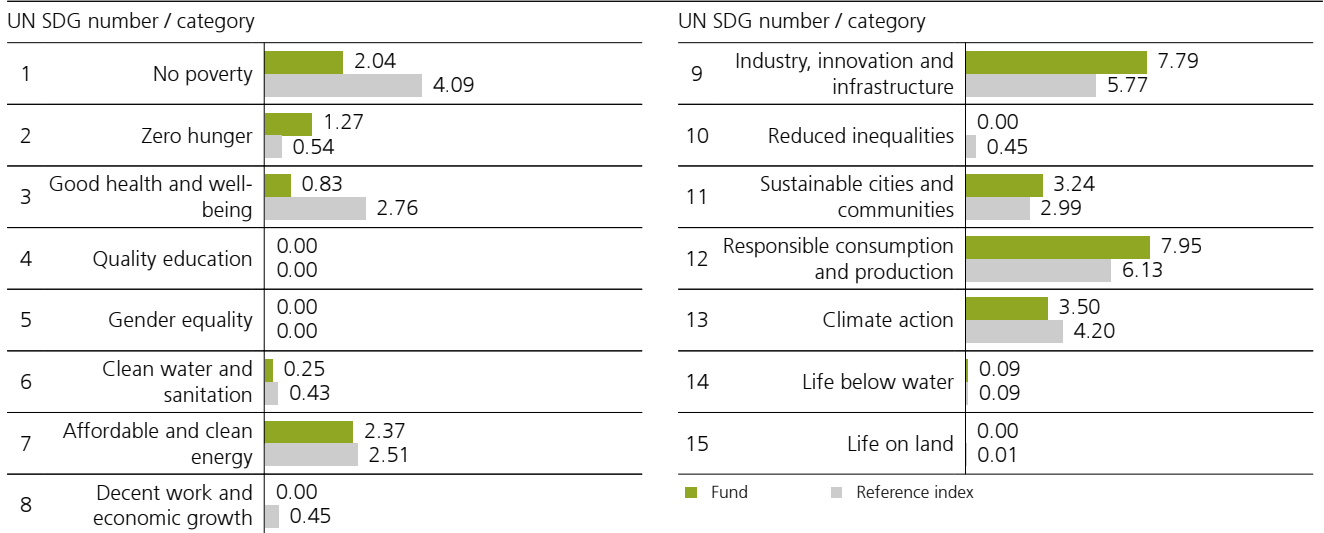 UN SDG number / category
1
No poverty
2.04
4.09
2
Zero hunger
1.27
0.54
3
Good health and well-
being
0.83
2.76
4
Quality education
0.00
0.00
5
Gender equality
0.00
0.00
6
Clean water and
sanitation
0.25
0.43
7
Affordable and clean
energy
2.37
2.51
8
Decent work and
economic growth
0.00
0.45
UN SDG number / category
9
Industry, innovation and
infrastructure
7.79
5.77
10
Reduced inequalities
0.00
0.45
11
Sustainable cities and
communities
3.24
2.99
12
Responsible consumption
and production
7.95
6.13
13
Climate action
3.50
4.20
14
Life below water
0.09
0.09
15
Life on land
0.00
0.01
Fund
Reference index